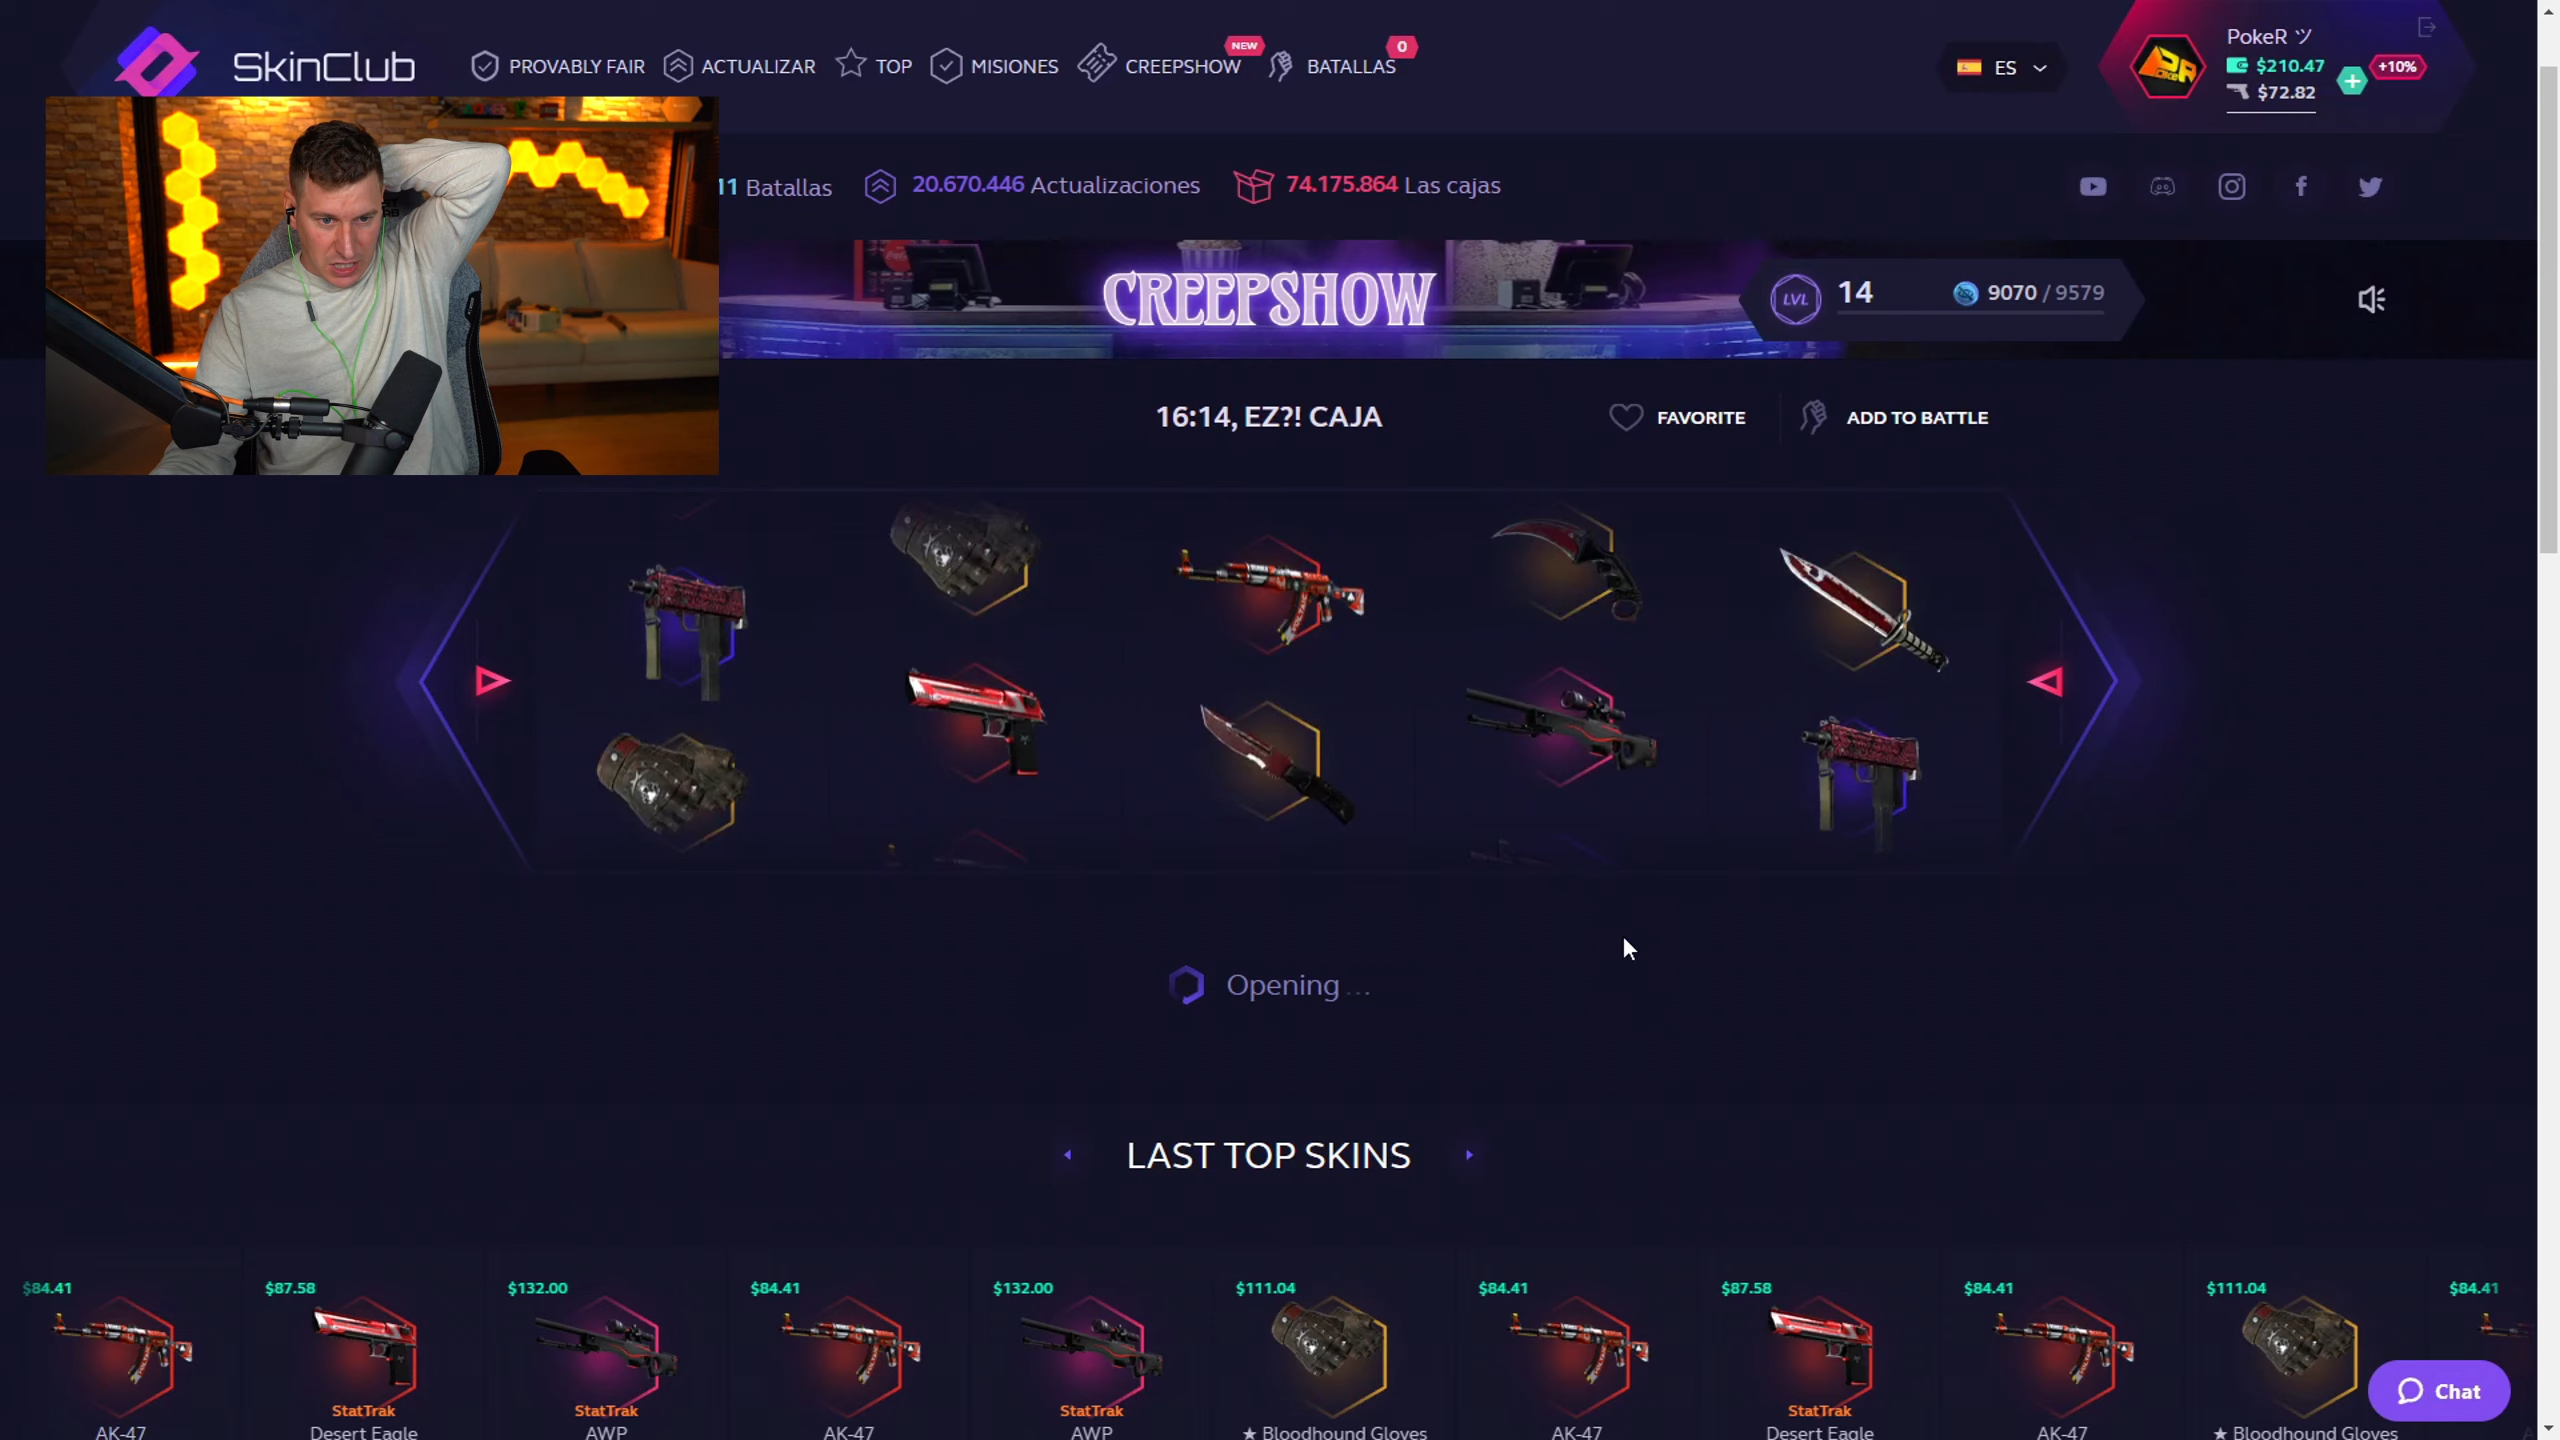 SkinClub
PROVABLY FAIR
ACTUALIZAR
TOP
MISIONES
CREEPSHOW
NEW
BATALLAS
0
ES
PokeR ツ
$210.47
+10%
$72.82
11 Batallas
20.670.446 Actualizaciones
74.175.864 Las cajas
CREEPSHOW
LVL
14
9070 / 9579
16:14, EZ?! CAJA
FAVORITE
ADD TO BATTLE
Opening ...
LAST TOP SKINS
$84.41
$87.58
$132.00
$84.41
$132.00
$111.04
$84.41
$87.58
$84.41
$111.04
$84.41
StatTrak
StatTrak
StatTrak
StatTrak
AK-47
Desert Eagle
AWP
AK-47
AWP
★ Bloodhound Gloves
AK-47
Desert Eagle
AK-47
★ Bloodhound Gloves
Chat